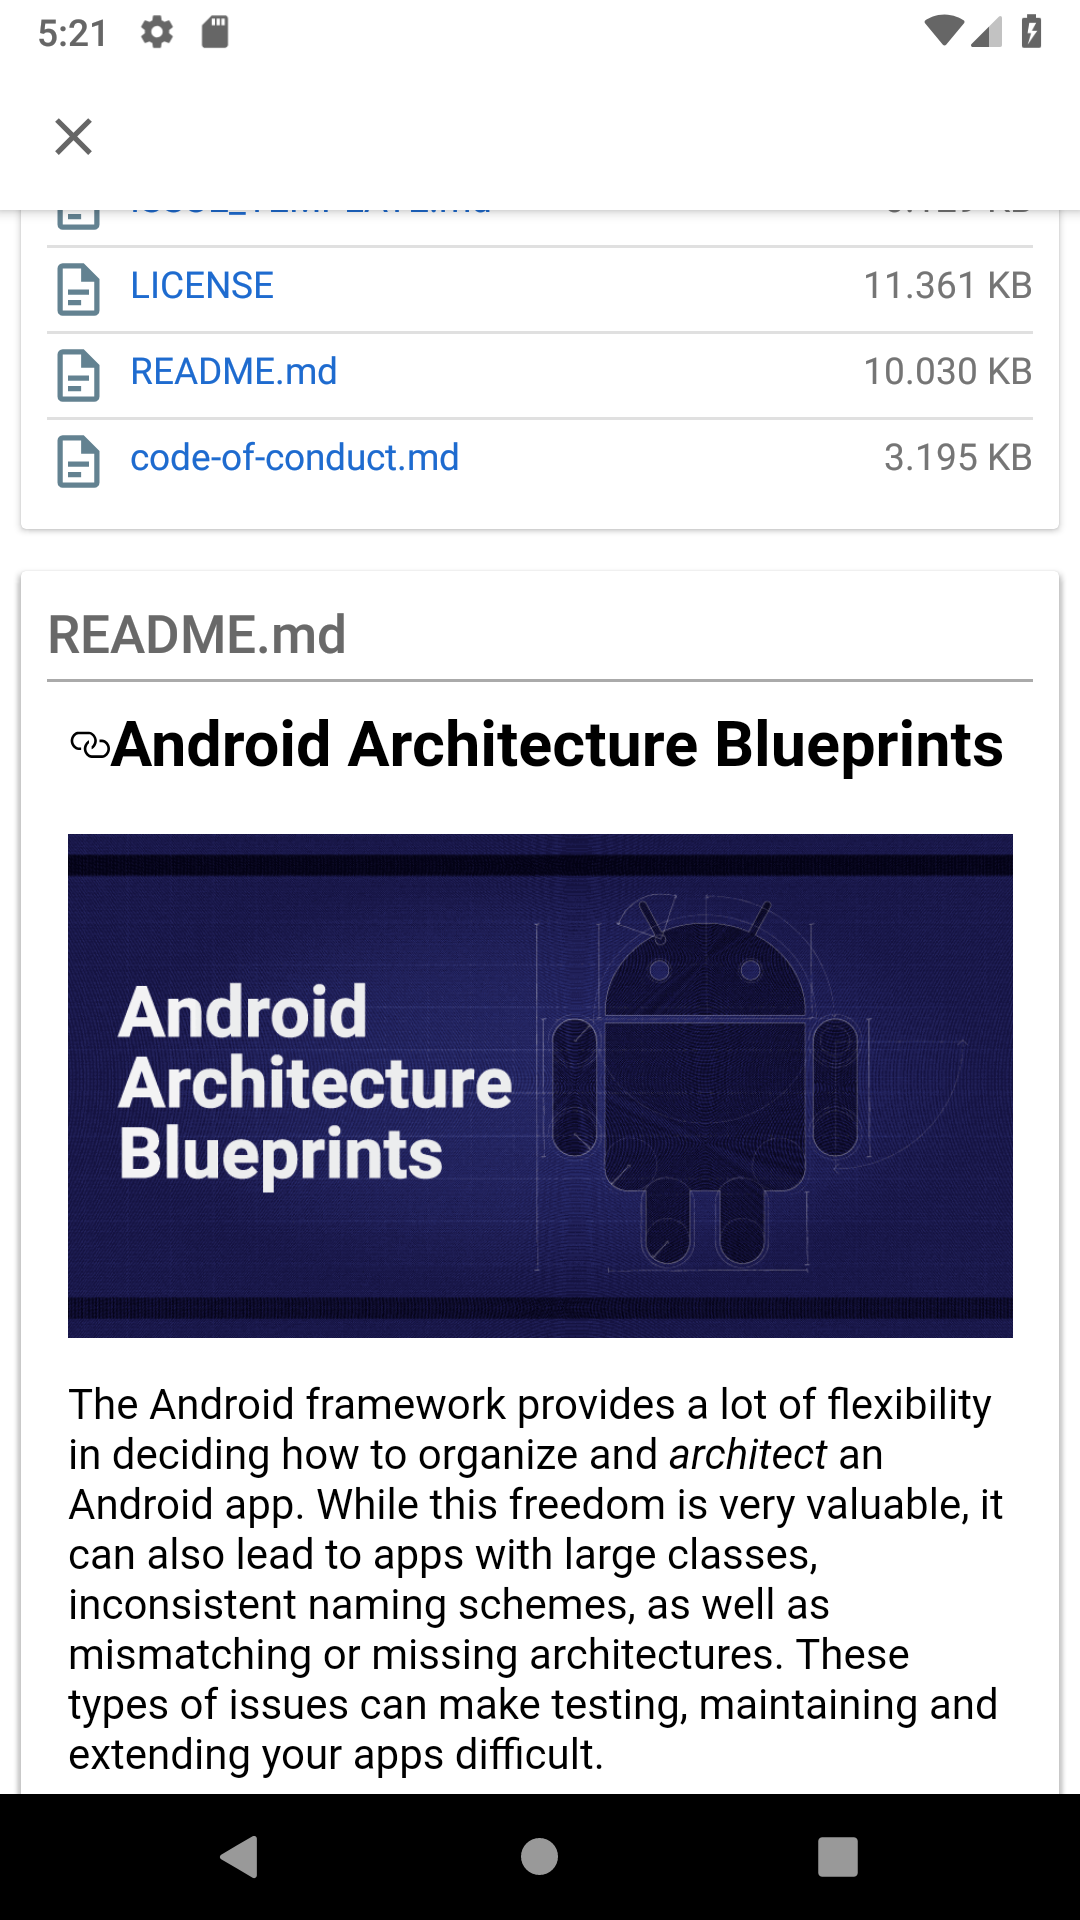 5:21
LICENSE 11.361 KB
README.md 10.030 KB
code-of-conduct.md 3.195 KB
README.md
Android Architecture Blueprints
Android
Architecture
Blueprints
The Android framework provides a lot of flexibility
in deciding how to organize and architect an
Android app. While this freedom is very valuable, it
can also lead to apps with large classes,
inconsistent naming schemes, as well as
mismatching or missing architectures. These
types of issues can make testing, maintaining and
extending your apps difficult.